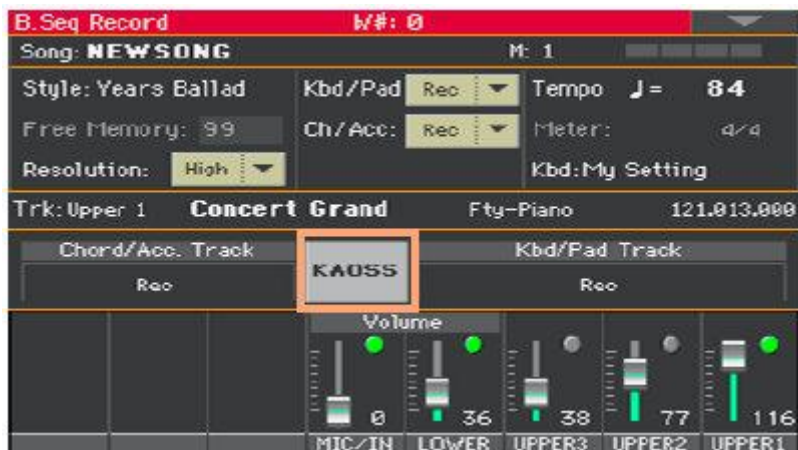 B.Seq Record M#: 0
Song: NEWSONG M: 1
Style: Years Ballad Kbd/Pad Rec Tempo ♩= 84
Free Memory: 99 Ch/Acc: Rec Meter: 4/4
Resolution: High Kbd:My Setting
Trk: Upper 1 Concert Grand Fty-Piano 121.013.000
Chord/Acc. Track KAOSS Kbd/Pad Track
Rec Rec
Volume
0 36 38 77 116
MIC/IN LOWER UPPER3 UPPER2 UPPER1